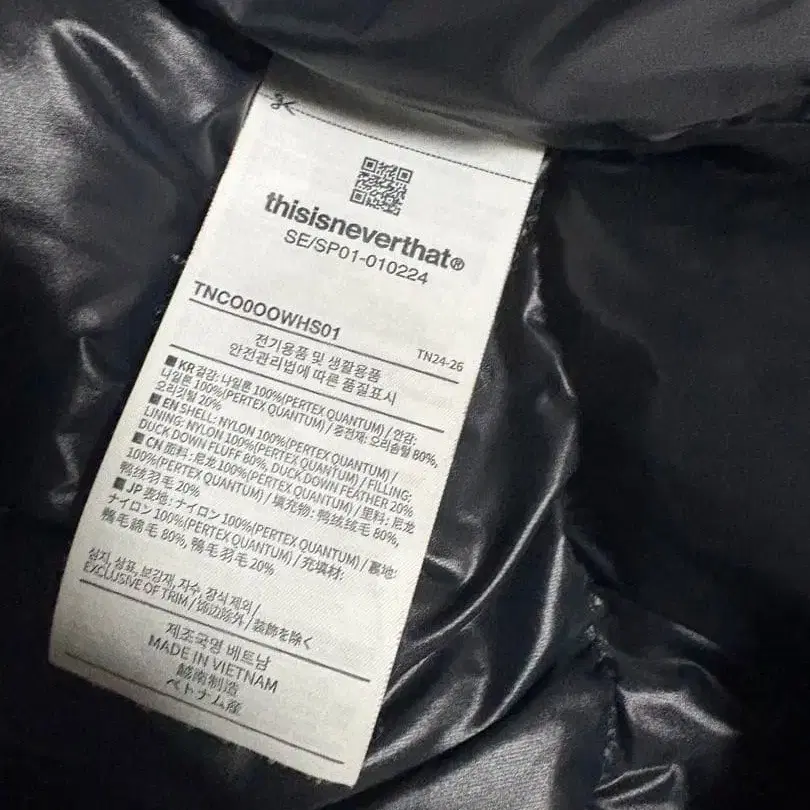 thisisneverthat®
SE/SP01-010224
TNCO0OOWHS01
TN24-26
전기용품 및 생활용품
안전관리법에 따른 품질표시
■ KR 겉감: 나일론 100%(PERTEX QUANTUM) / 안감:
나일론 100%(PERTEX QUANTUM) / 충전재: 오리솜털 80%,
오리깃털 20%
■ EN SHELL: NYLON 100%(PERTEX QUANTUM) /
LINING: NYLON 100%(PERTEX QUANTUM) / FILLING:
DUCK DOWN FLUFF 80%, DUCK DOWN FEATHER 20%
■ CN 面料: 尼龙 100%(PERTEX QUANTUM) / 里料: 尼龙
100%(PERTEX QUANTUM) / 填充物: 鸭绒绒毛 80%,
鸭绒羽毛 20%
■ JP 表地: ナイロン 100%(PERTEX QUANTUM) / 裏地:
ナイロン 100%(PERTEX QUANTUM) / 充填材:
鴨毛綿毛 80%, 鴨毛羽毛 20%
심지, 상표, 보강재, 자수, 장식 제외/
EXCLUSIVE OF TRIM / 饰边除外 / 装飾を除く
제조국명 베트남
MADE IN VIETNAM
越南制造
ベトナム産